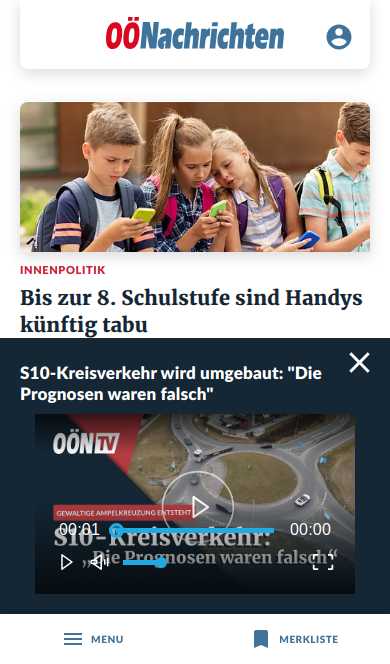 OÖNachrichten
INNENPOLITIK
Bis zur 8. Schulstufe sind Handys
künftig tabu
S10-Kreisverkehr wird umgebaut: "Die
Prognosen waren falsch"
OÖN TV
GEWALTIGE AMPELKREUZUNG ENTSTEHT
00:01
00:00
S10-Kreisverkehr:
„Die Prognosen waren falsch“
MENU
MERKLISTE